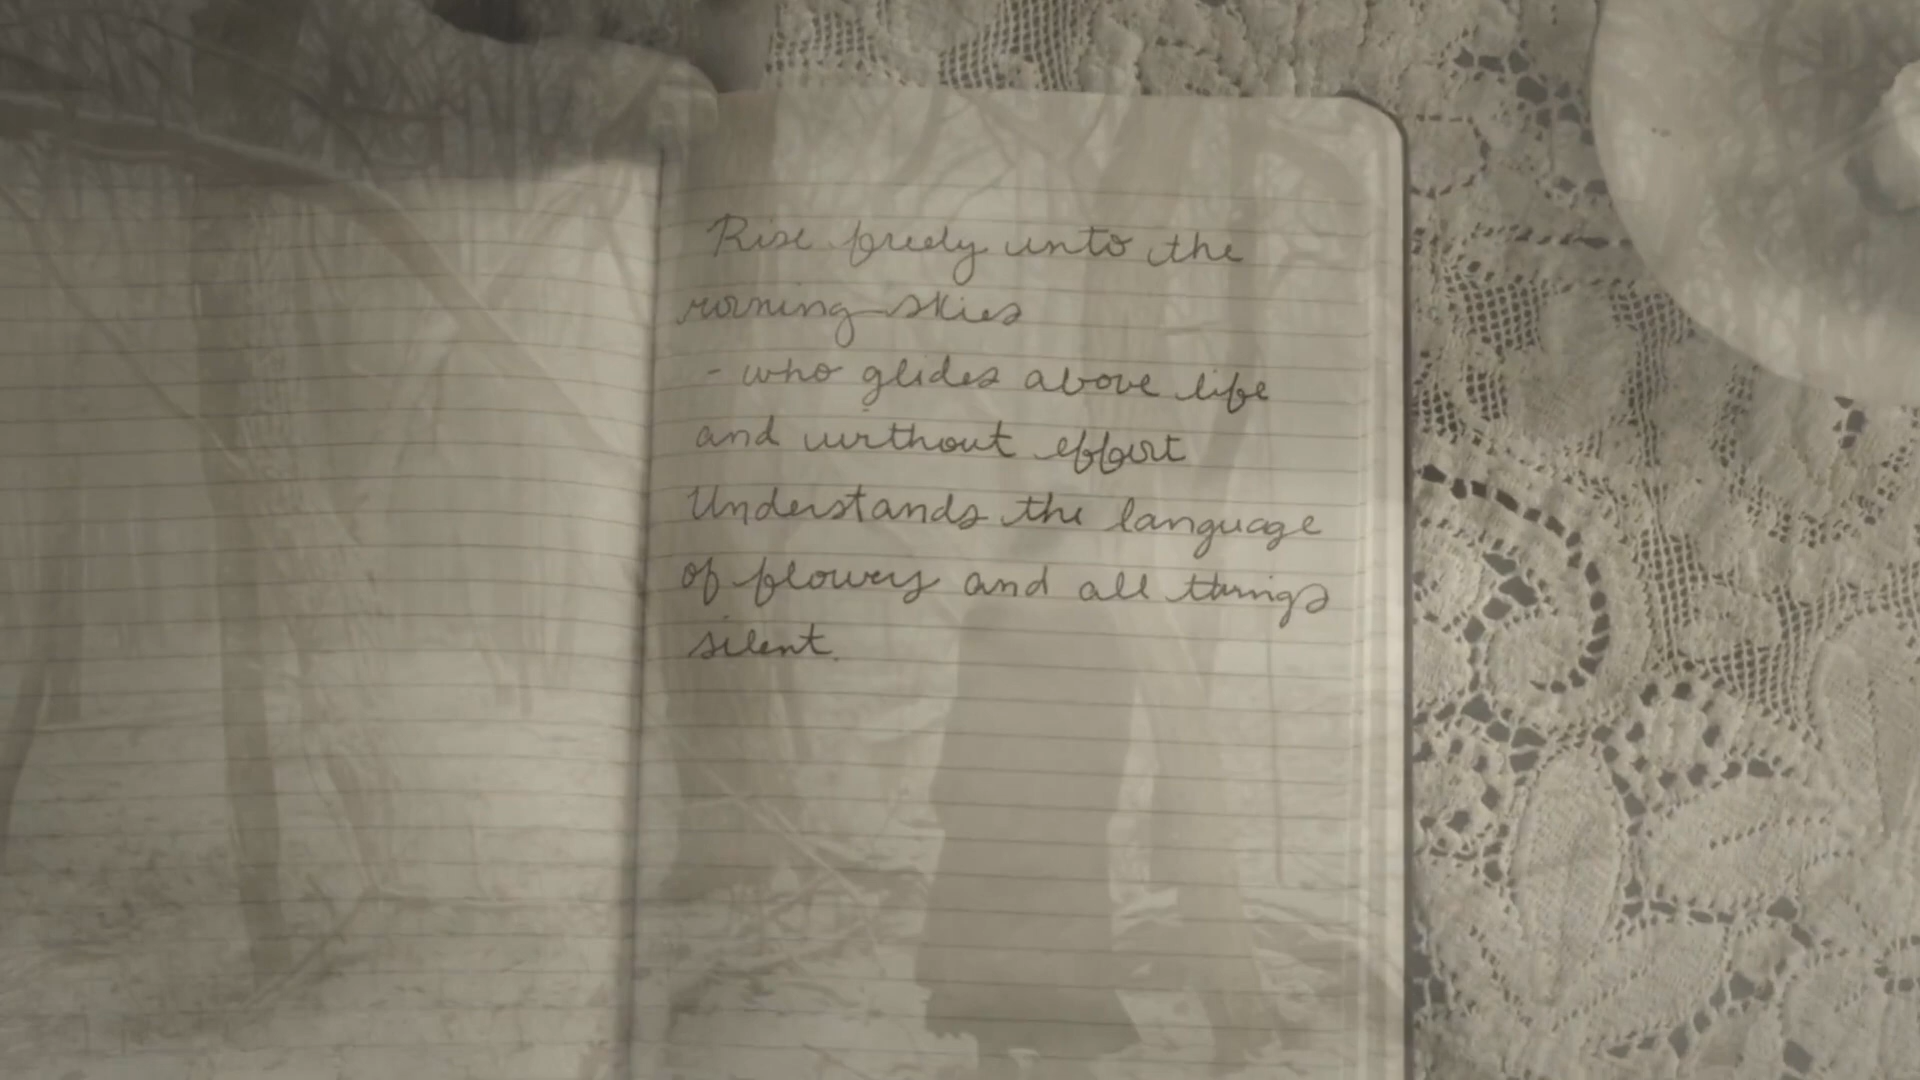 Rise freely unto the
morning skies
- who glides above life
and without effort
Understands the language
of flowers and all things
silent.